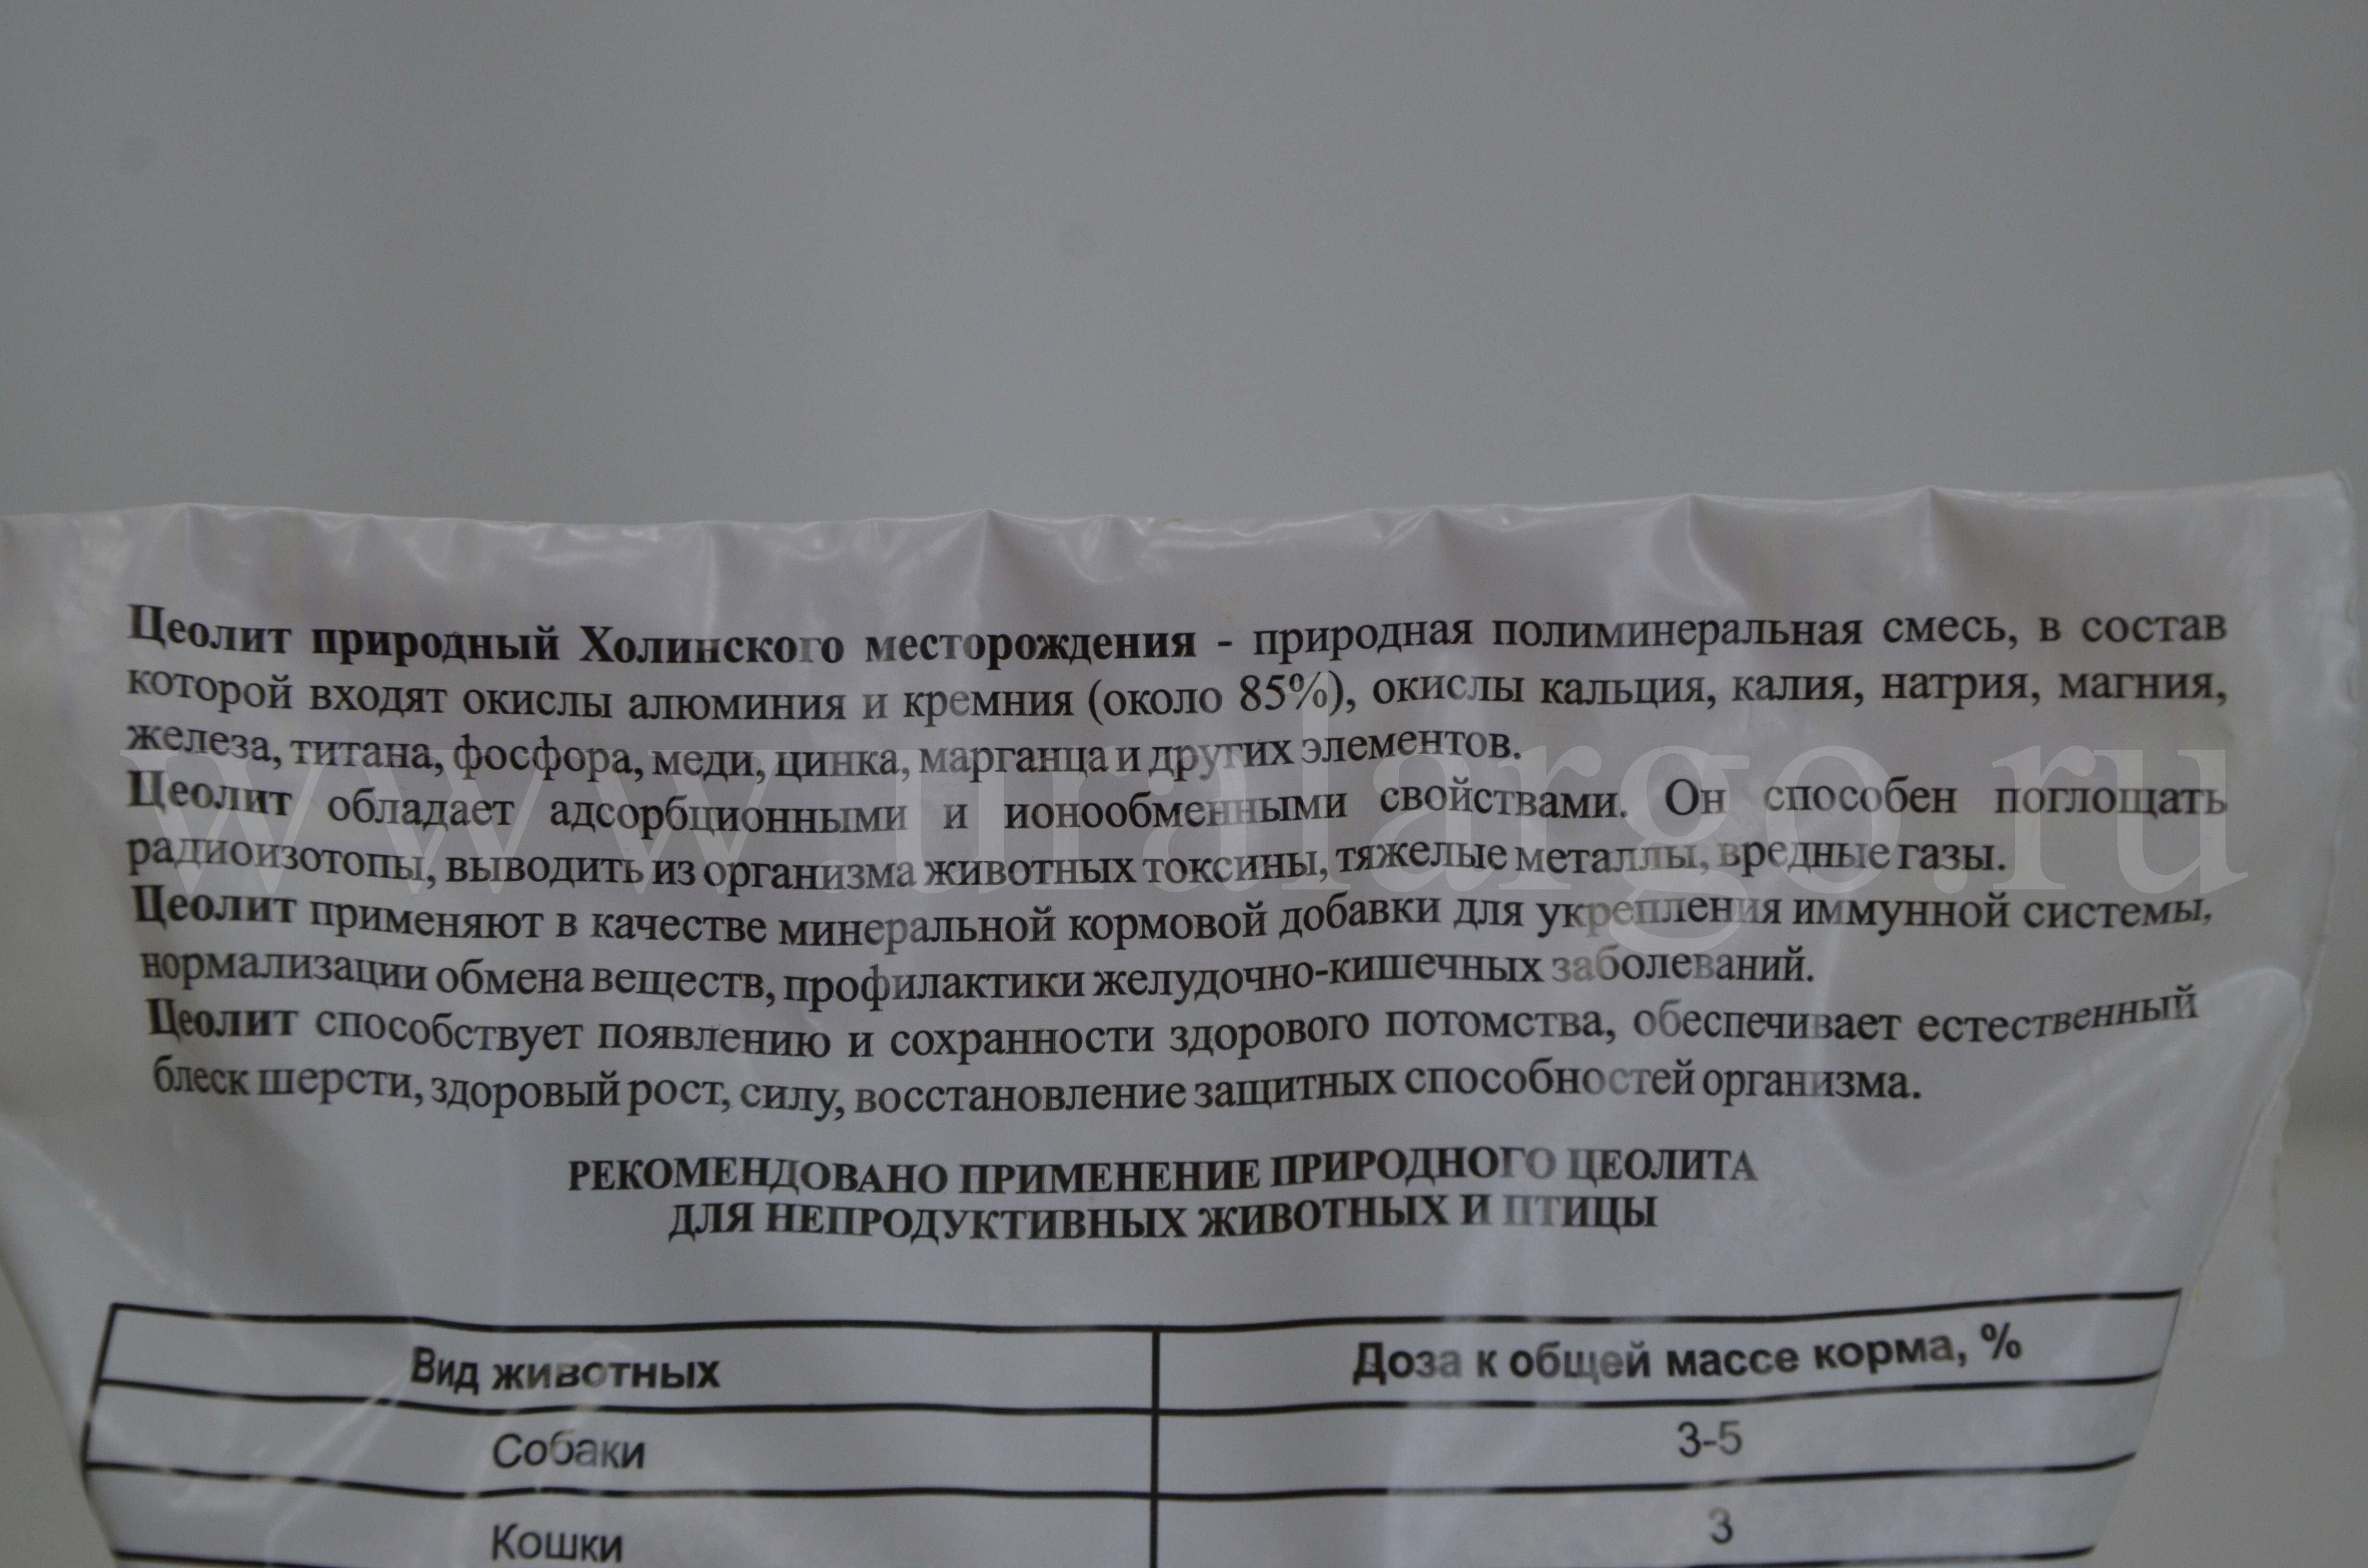 Цеолит природный Холинского месторождения - природная полиминеральная смесь, в состав
которой входят окислы алюминия и кремния (около 85%), окислы кальция, калия, натрия, магния,
железа, титана, фосфора, меди, цинка, марганца и других элементов.
Цеолит обладает адсорбционными и ионообменными свойствами. Он способен поглощать
радиоизотопы, выводить из организма животных токсины, тяжелые металлы, вредные газы.
Цеолит применяют в качестве минеральной кормовой добавки для укрепления иммунной системы,
нормализации обмена веществ, профилактики желудочно-кишечных заболеваний.
Цеолит способствует появлению и сохранности здорового потомства, обеспечивает естественный
блеск шерсти, здоровый рост, силу, восстановление защитных способностей организма.
РЕКОМЕНДОВАНО ПРИМЕНЕНИЕ ПРИРОДНОГО ЦЕОЛИТА
ДЛЯ НЕПРОДУКТИВНЫХ ЖИВОТНЫХ И ПТИЦЫ
Вид животных Доза к общей массе корма, %
Собаки 3-5
Кошки 3
www.uralargo.ru